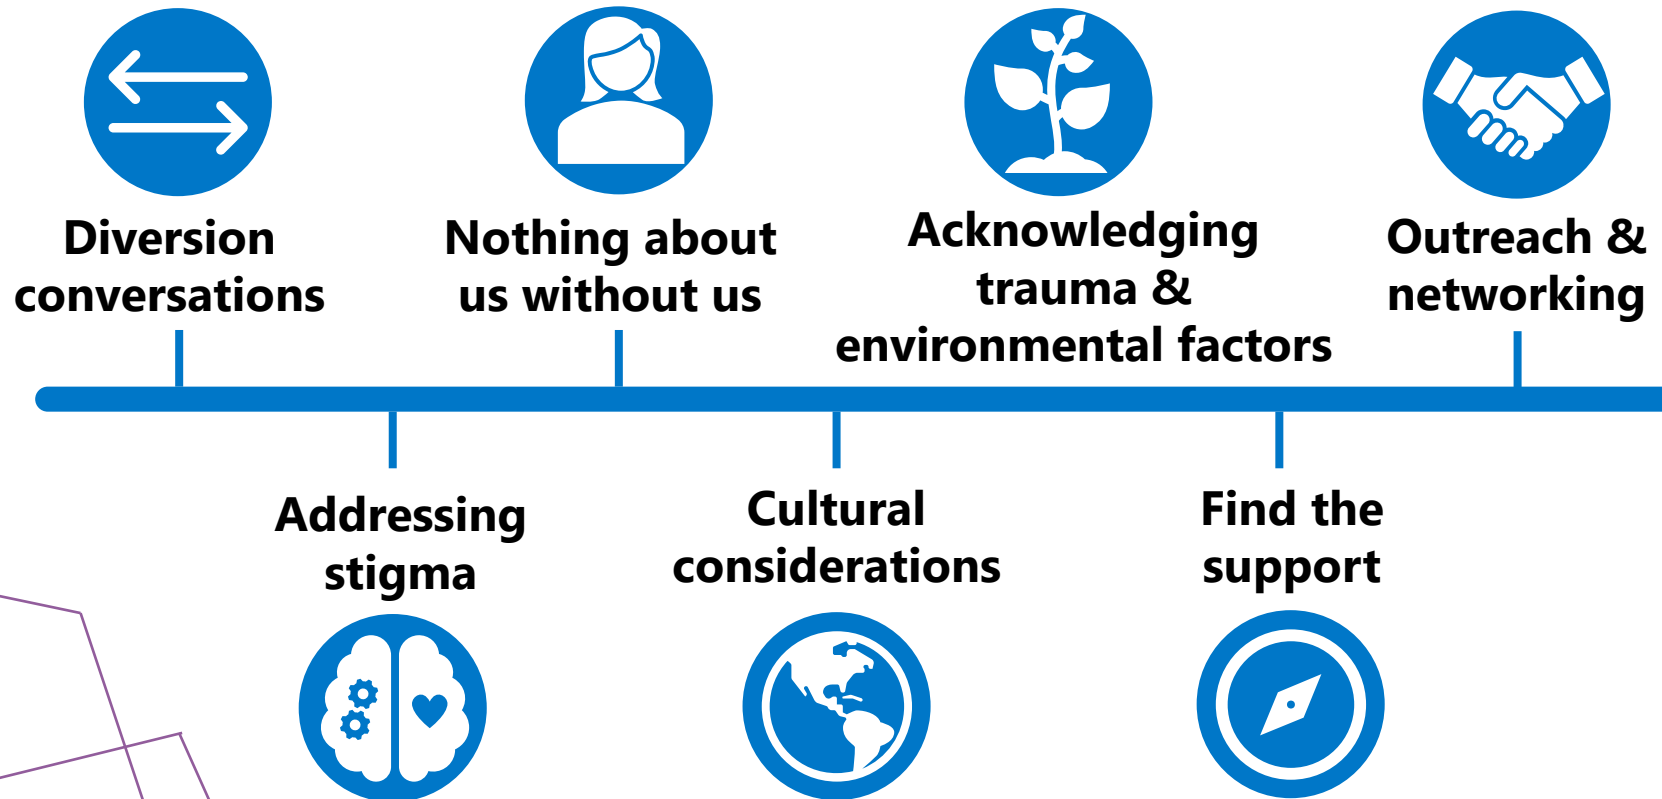 Diversion
conversations
Nothing about
us without us
Acknowledging
trauma &
environmental factors
Outreach &
networking
Addressing
stigma
Cultural
considerations
Find the
support